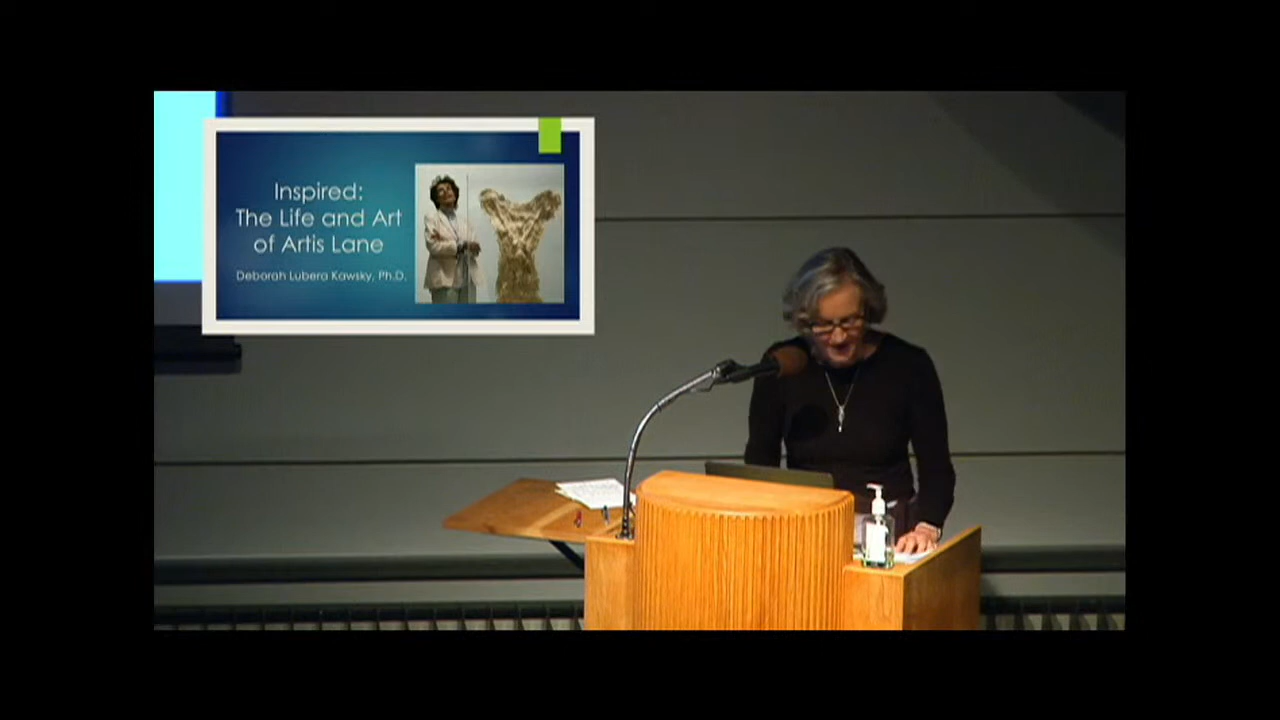 Inspired:
The Life and Art
of Artis Lane
Deborah Lubera Kawsky, Ph.D.